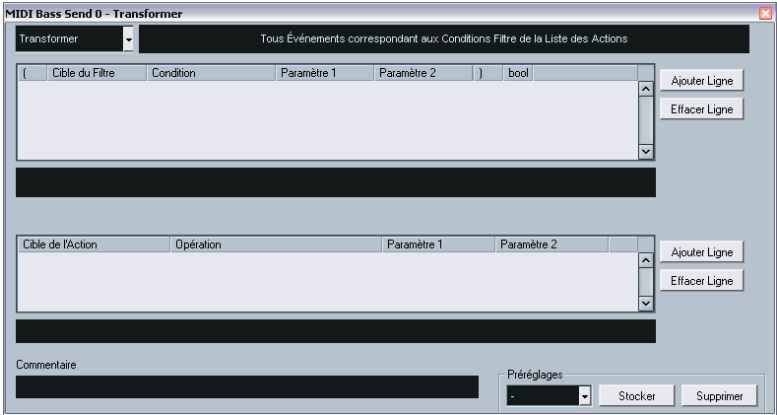 MIDI Bass Send 0 - Transformer
Transformer Tous Événements correspondant aux Conditions Filtre de la Liste des Actions
( Cible du Filtre Condition Paramètre 1 Paramètre 2 ) bool
Ajouter Ligne
Effacer Ligne
Cible de l'Action Opération Paramètre 1 Paramètre 2
Ajouter Ligne
Effacer Ligne
Commentaire
Préréglages
- Stocker Supprimer